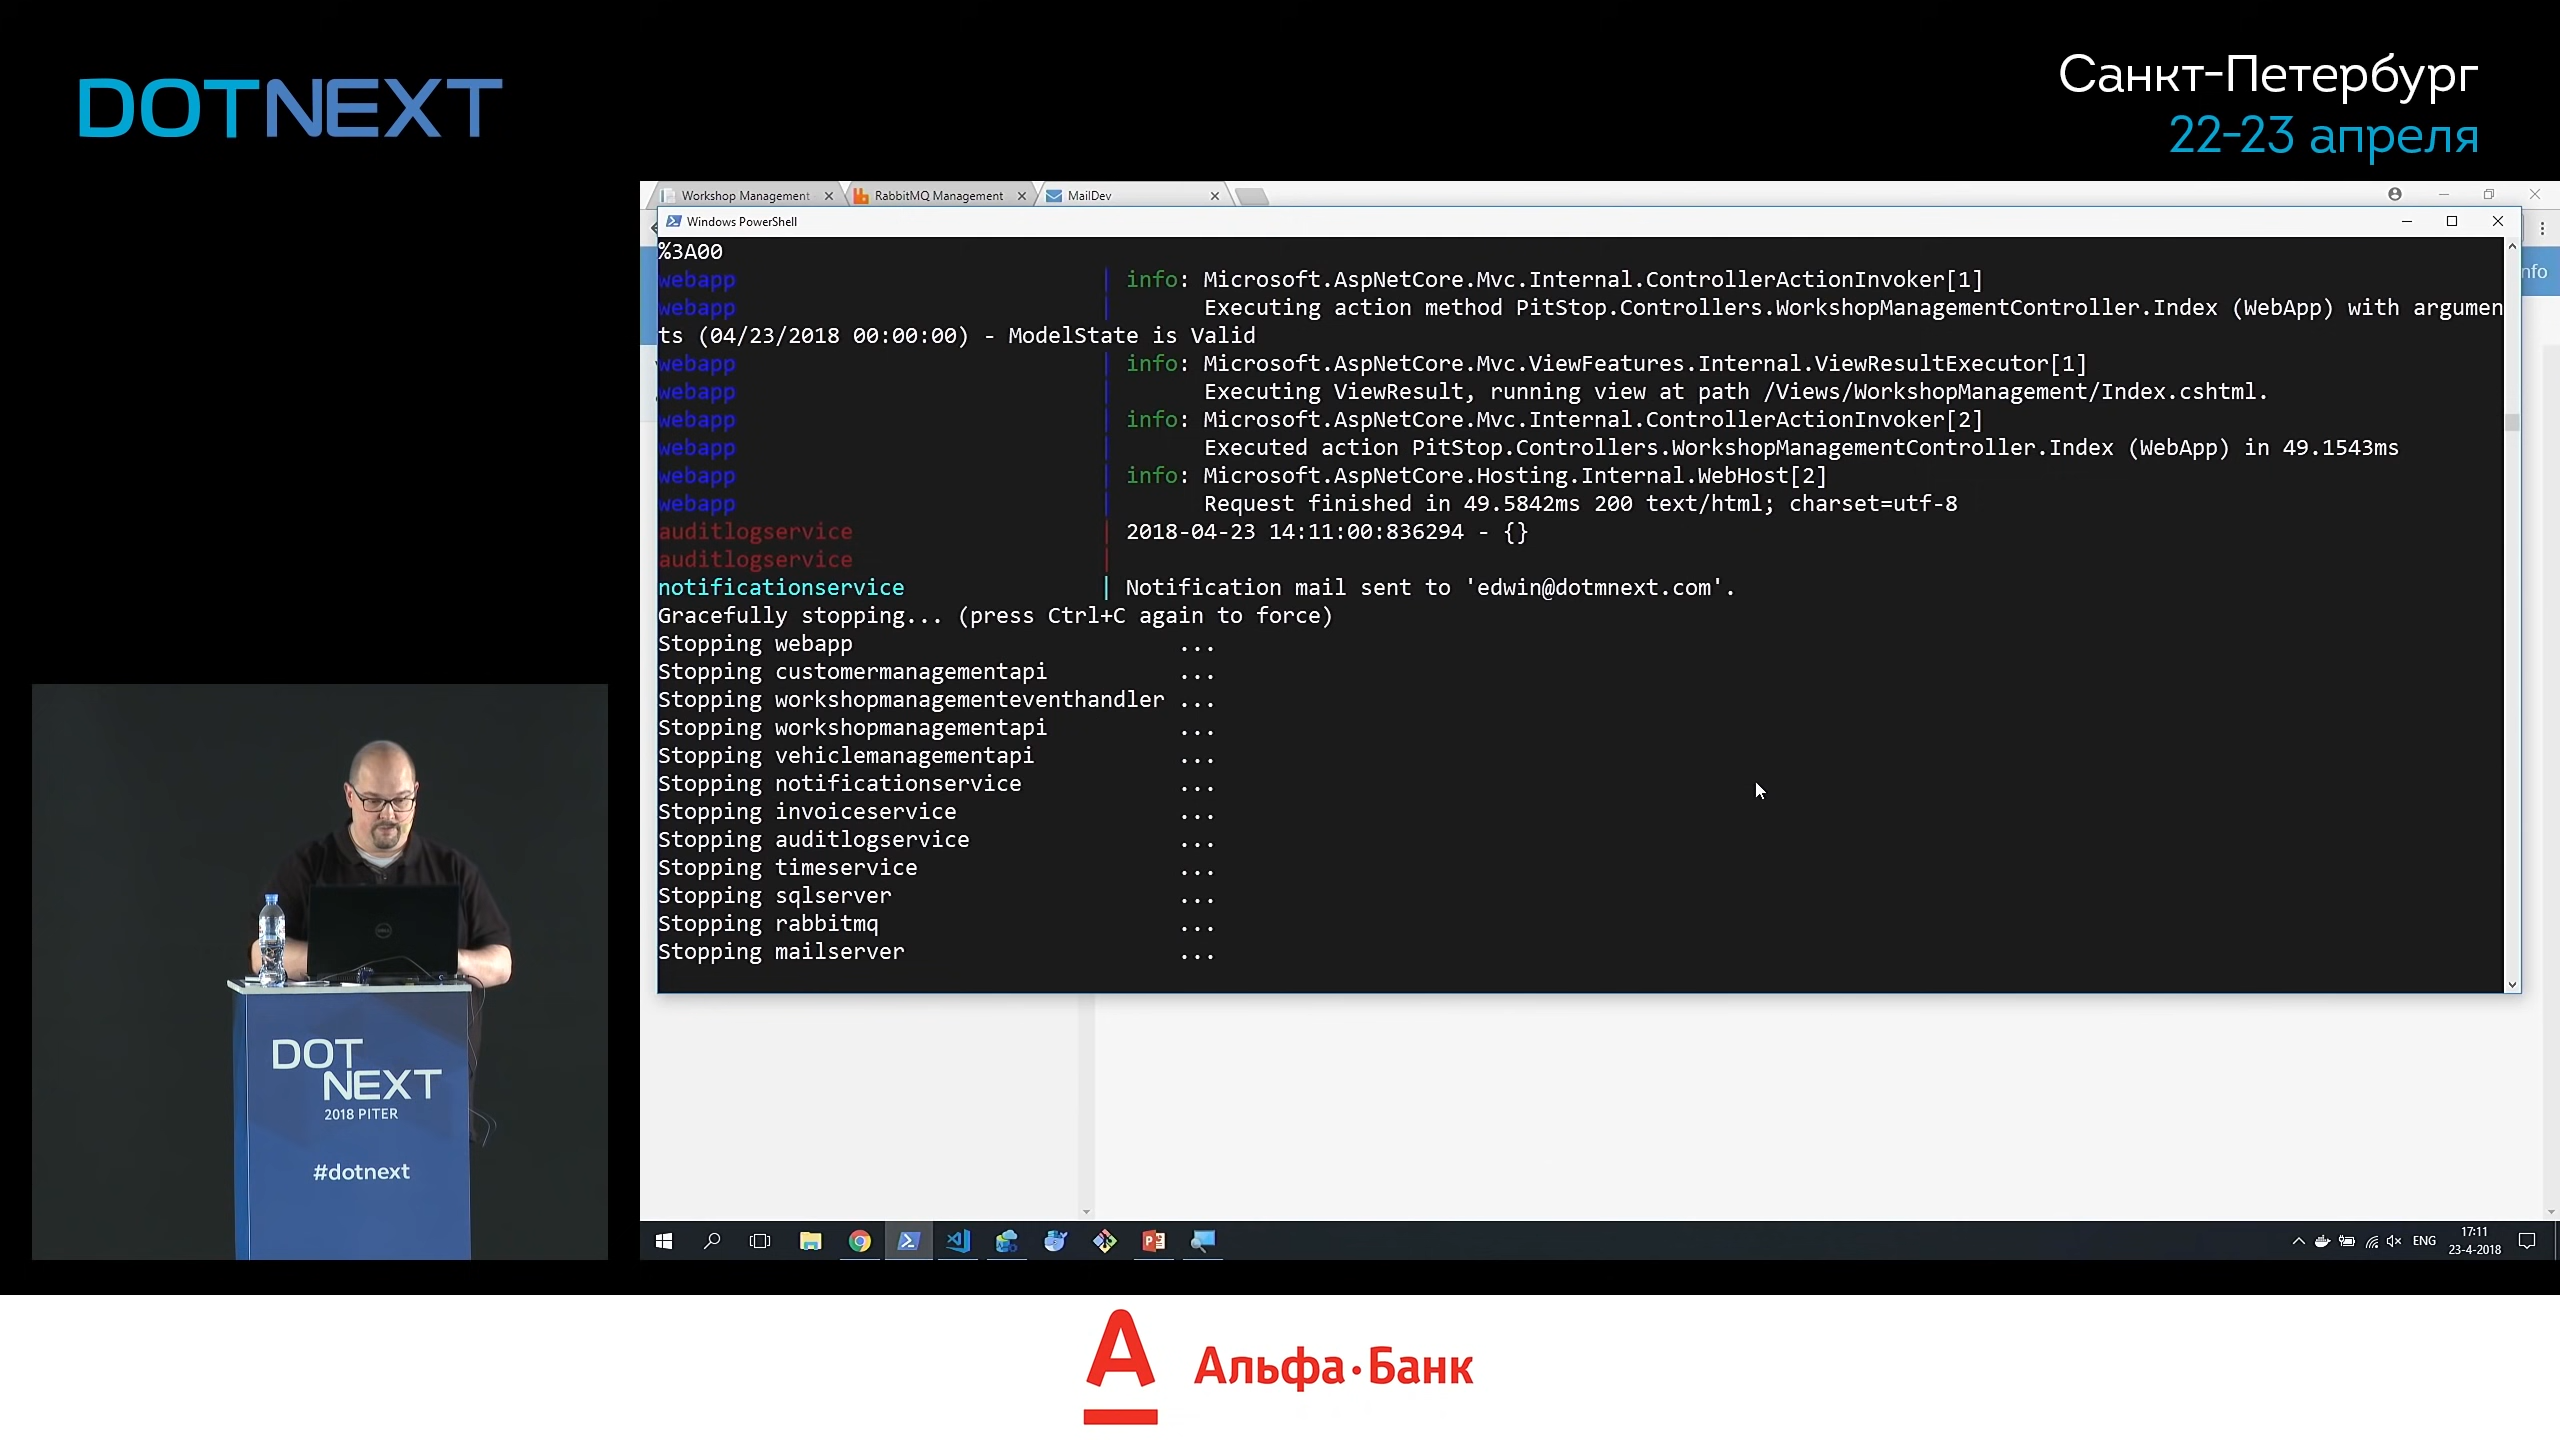 DOTNEXT
Санкт-Петербург
22-23 апреля
Workshop Management
RabbitMQ Management
MailDev
Windows PowerShell
nfo
%3A00
webapp | info: Microsoft.AspNetCore.Mvc.Internal.ControllerActionInvoker[1]
webapp | Executing action method PitStop.Controllers.WorkshopManagementController.Index (WebApp) with argumen
ts (04/23/2018 00:00:00) - ModelState is Valid
webapp | info: Microsoft.AspNetCore.Mvc.ViewFeatures.Internal.ViewResultExecutor[1]
webapp | Executing ViewResult, running view at path /Views/WorkshopManagement/Index.cshtml.
webapp | info: Microsoft.AspNetCore.Mvc.Internal.ControllerActionInvoker[2]
webapp | Executed action PitStop.Controllers.WorkshopManagementController.Index (WebApp) in 49.1543ms
webapp | info: Microsoft.AspNetCore.Hosting.Internal.WebHost[2]
webapp | Request finished in 49.5842ms 200 text/html; charset=utf-8
auditlogservice | 2018-04-23 14:11:00:836294 - {}
auditlogservice |
notificationservice | Notification mail sent to 'edwin@dotmnext.com'.
Gracefully stopping... (press Ctrl+C again to force)
Stopping webapp ...
Stopping customermanagementapi ...
Stopping workshopmanagementeventhandler ...
Stopping workshopmanagementapi ...
Stopping vehiclemanagementapi ...
Stopping notificationservice ...
Stopping invoiceservice ...
Stopping auditlogservice ...
Stopping timeservice ...
Stopping sqlserver ...
Stopping rabbitmq ...
Stopping mailserver ...
DOT
NEXT
2018 PITER
#dotnext
ENG
17:11
23-4-2018
Альфа·Банк